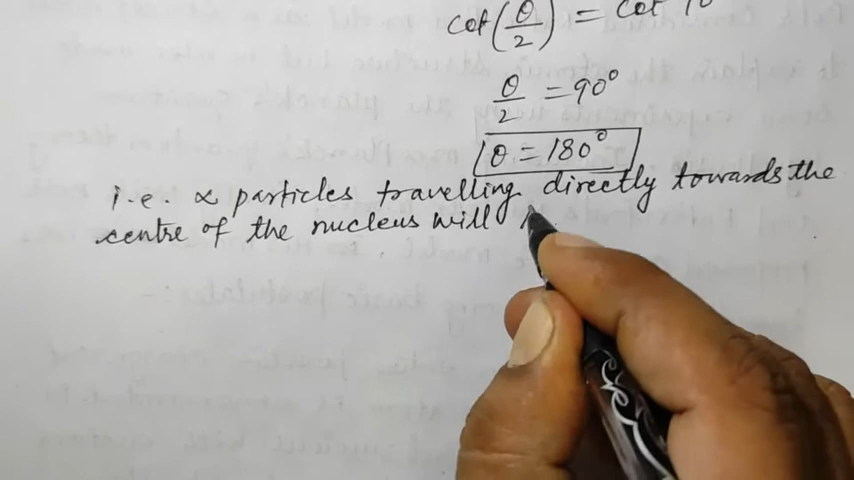 cot(θ/2) = cot 90
θ/2 = 90°
θ = 180°
i.e. α particles travelling directly towards the
centre of the nucleus will